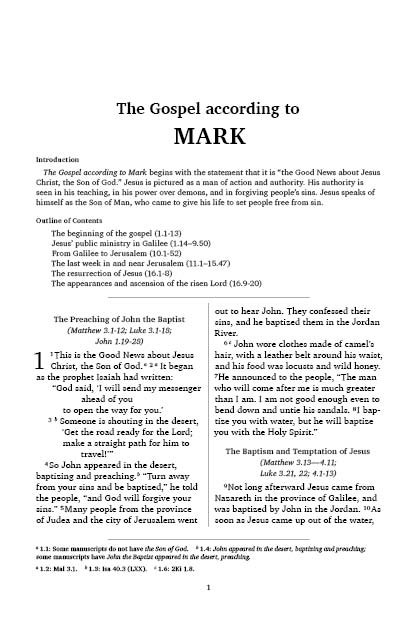 The Gospel according to
MARK
Introduction
The Gospel according to Mark begins with the statement that it is “the Good News about Jesus
Christ, the Son of God.” Jesus is pictured as a man of action and authority. His authority is
seen in his teaching, in his power over demons, and in forgiving people’s sins. Jesus speaks of
himself as the Son of Man, who came to give his life to set people free from sin.
Outline of Contents
The beginning of the gospel (1.1-13)
Jesus’ public ministry in Galilee (1.14–9.50)
From Galilee to Jerusalem (10.1-52)
The last week in and near Jerusalem (11.1–15.47)
The resurrection of Jesus (16.1-8)
The appearances and ascension of the risen Lord (16.9-20)
The Preaching of John the Baptist
(Matthew 3.1-12; Luke 3.1-18;
John 1.19-28)
1 1This is the Good News about Jesus
Christ, the Son of God.a 2 a It began
as the prophet Isaiah had written:
“God said, ‘I will send my messenger
ahead of you
to open the way for you.’
3 b Someone is shouting in the desert,
‘Get the road ready for the Lord;
make a straight path for him to
travel!’”
4So John appeared in the desert,
baptizing and preaching.b “Turn away
from your sins and be baptized,” he told
the people, “and God will forgive your
sins.” 5Many people from the province
of Judea and the city of Jerusalem went
out to hear John. They confessed their
sins, and he baptized them in the Jordan
River.
6 c John wore clothes made of camel’s
hair, with a leather belt around his waist,
and his food was locusts and wild honey.
7He announced to the people, “The man
who will come after me is much greater
than I am. I am not good enough even to
bend down and untie his sandals. 8I bap-
tize you with water, but he will baptize
you with the Holy Spirit.”
The Baptism and Temptation of Jesus
(Matthew 3.13—4.11;
Luke 3.21, 22; 4.1-13)
9Not long afterward Jesus came from
Nazareth in the province of Galilee, and
was baptized by John in the Jordan. 10As
soon as Jesus came up out of the water,
a 1.1: Some manuscripts do not have the Son of God. b 1.4: John appeared in the desert, baptizing and preaching;
some manuscripts have John the Baptist appeared in the desert, preaching.
a 1.2: Mal 3.1. b 1.3: Isa 40.3 (LXX). c 1.6: 2Ki 1.8.
1